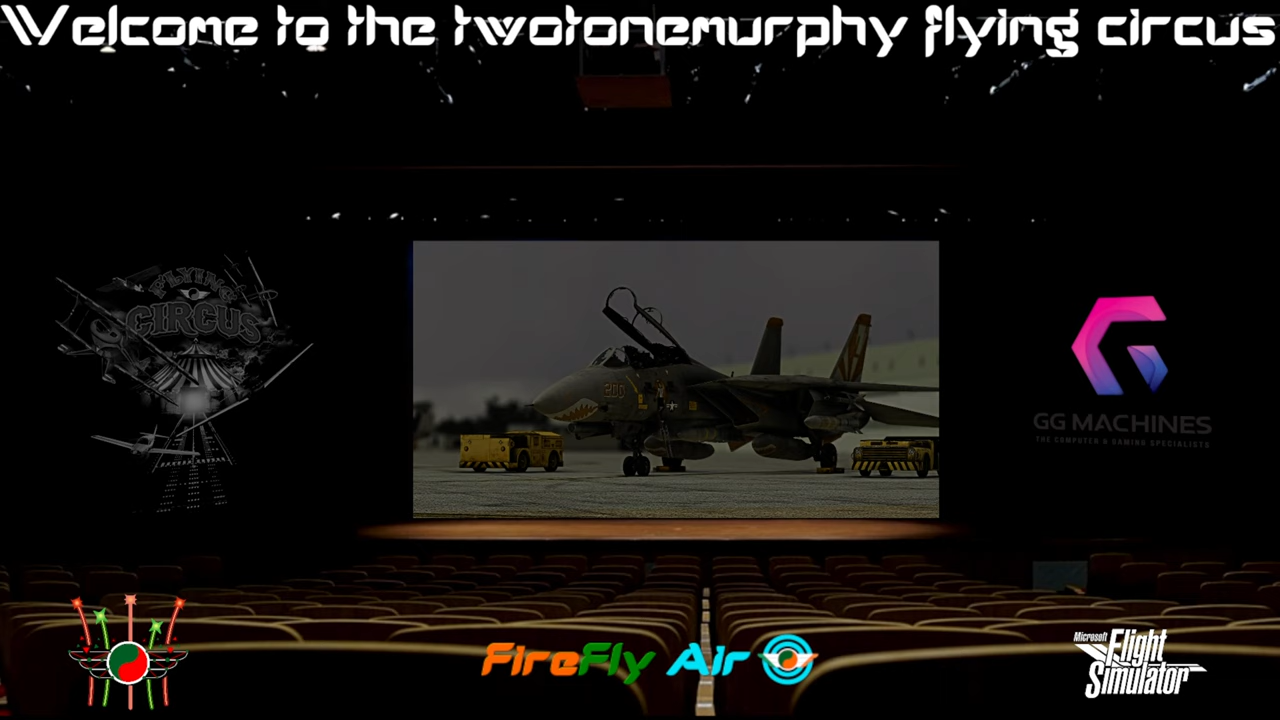 Welcome to the twotonemurphy flying circus
FLYING
CIRCUS
200
GG MACHINES
THE COMPUTER & GAMING SPECIALISTS
FireFly Air
Microsoft
Flight
Simulator